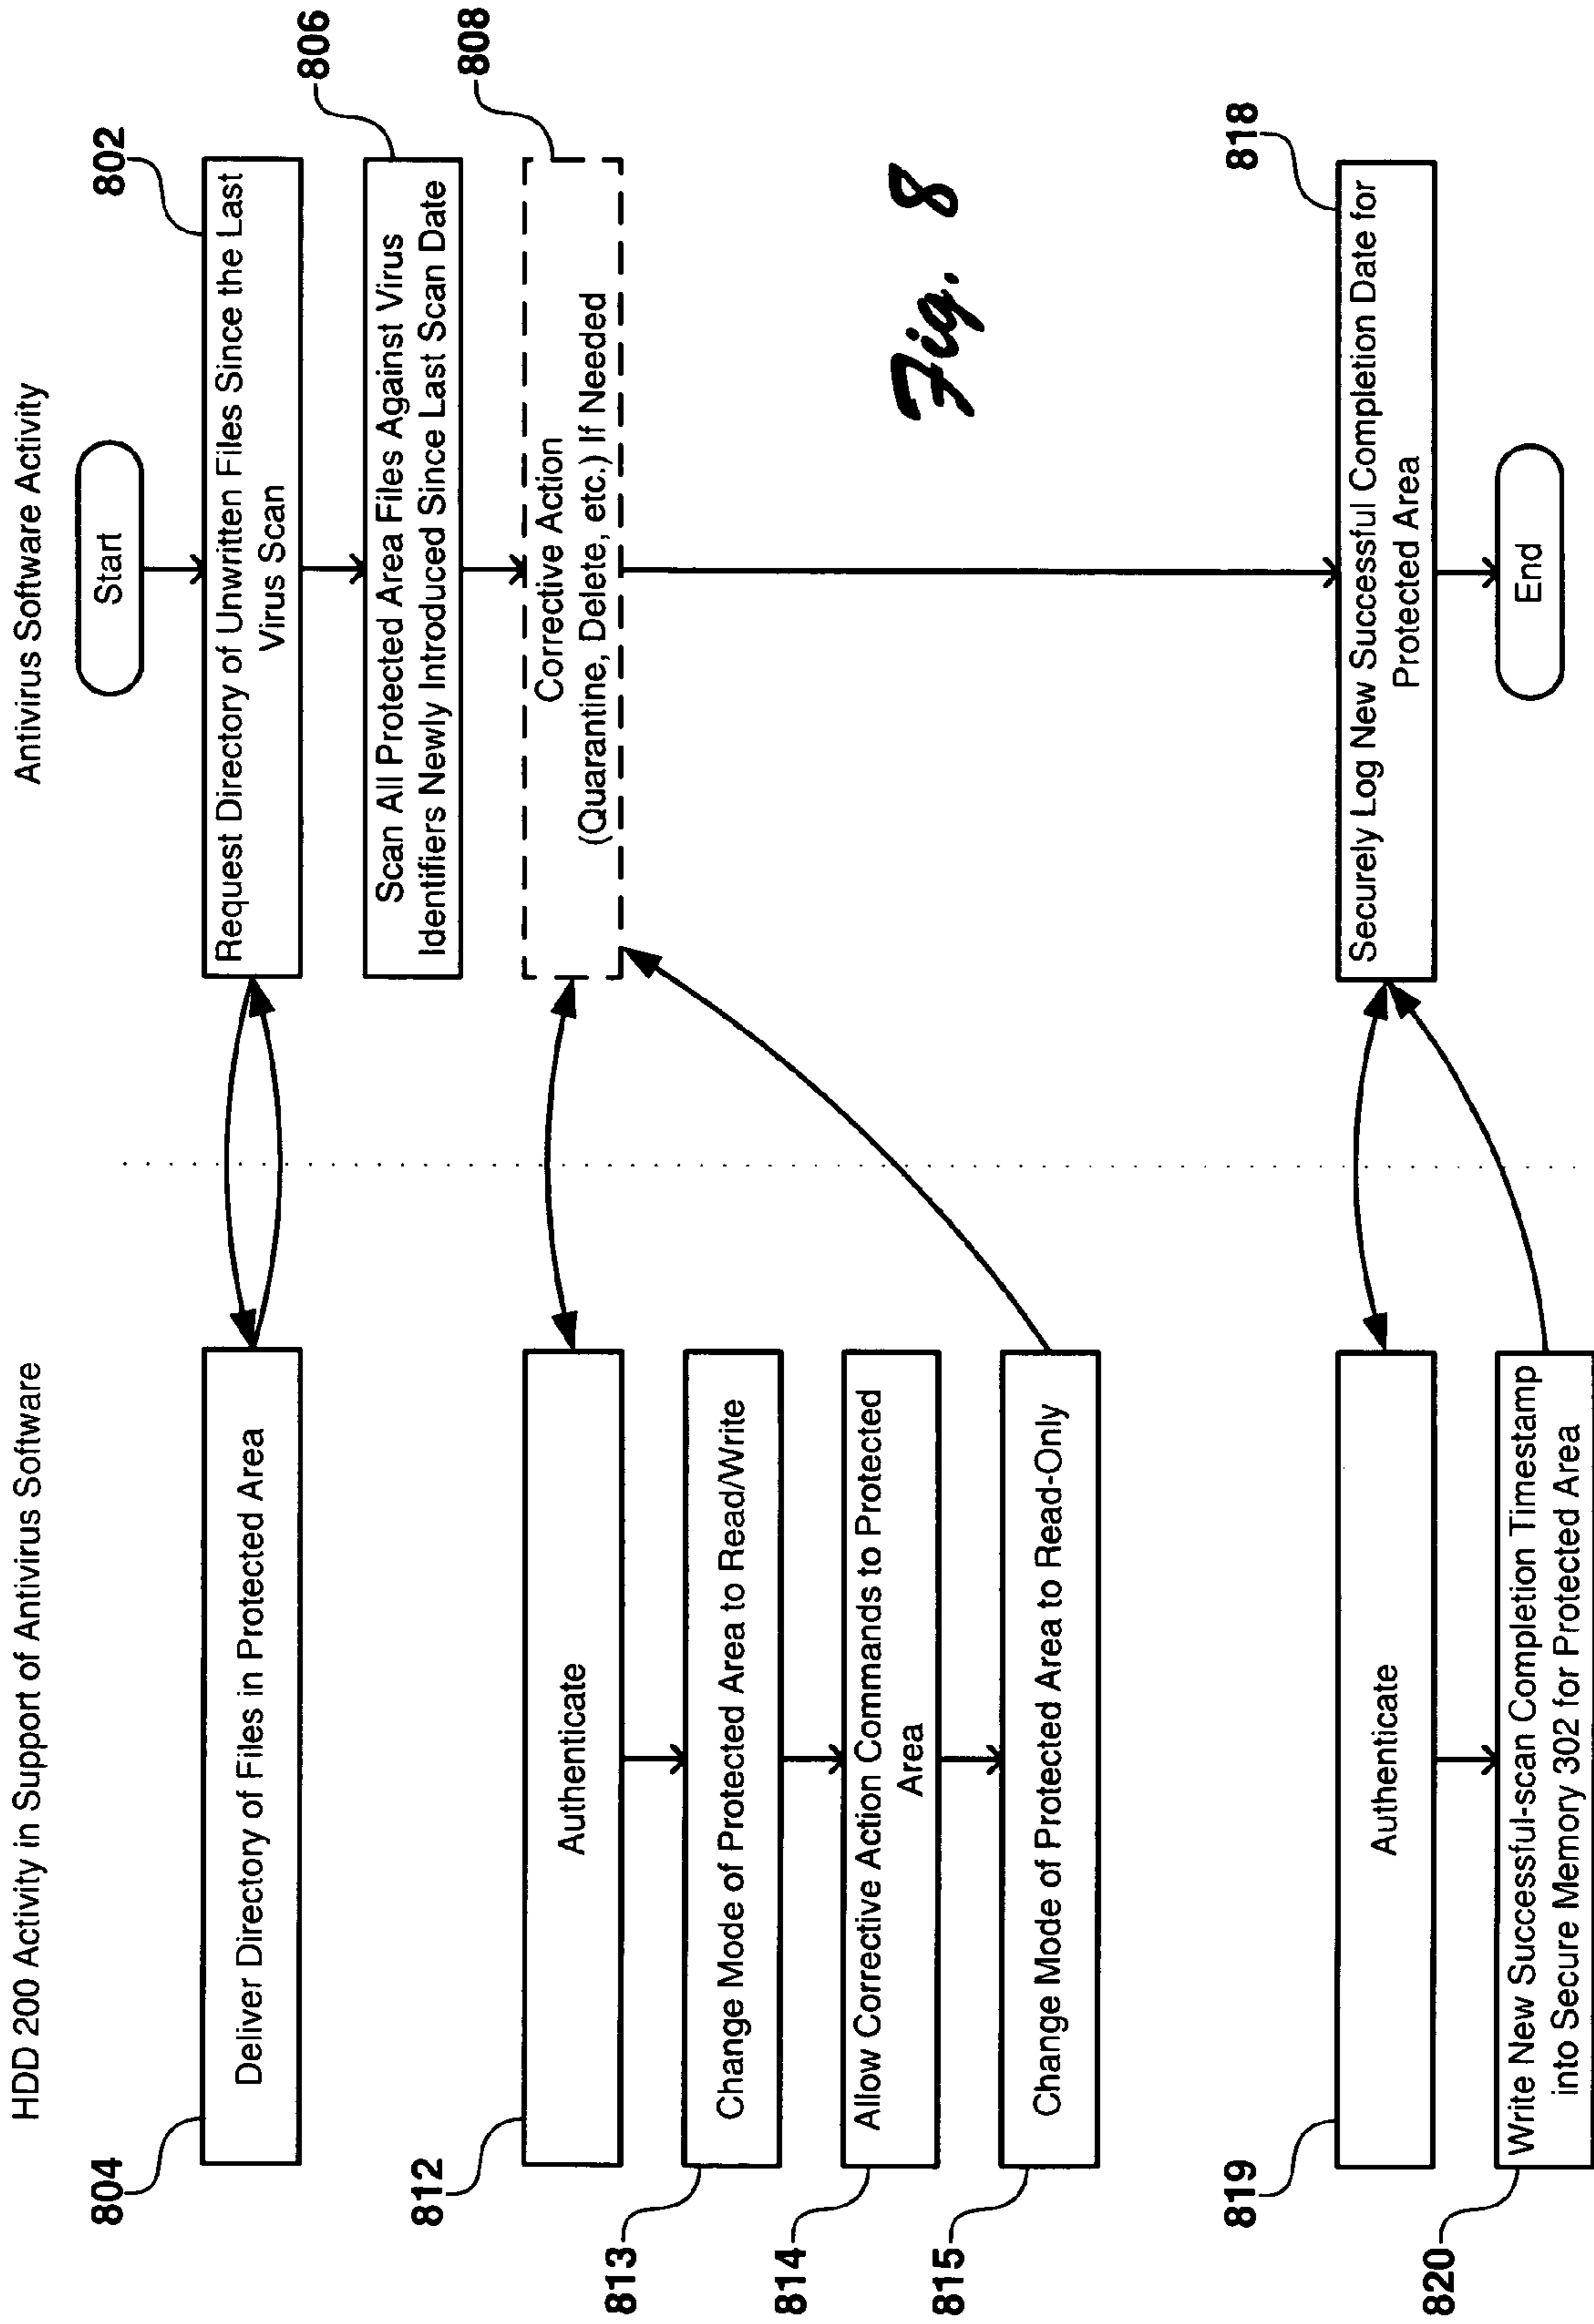 HDD 200 Activity in Support of Antivirus Software
Antivirus Software Activity
Start
802
Request Directory of Unwritten Files Since the Last
Virus Scan
804
Deliver Directory of Files in Protected Area
806
Scan All Protected Area Files Against Virus
Identifiers Newly Introduced Since Last Scan Date
808
Corrective Action
(Quarantine, Delete, etc.) If Needed
812
Authenticate
813
Change Mode of Protected Area to Read/Write
814
Allow Corrective Action Commands to Protected
Area
815
Change Mode of Protected Area to Read-Only
Fig. 8
818
Securely Log New Successful Completion Date for
Protected Area
819
Authenticate
820
Write New Successful-scan Completion Timestamp
into Secure Memory 302 for Protected Area
End